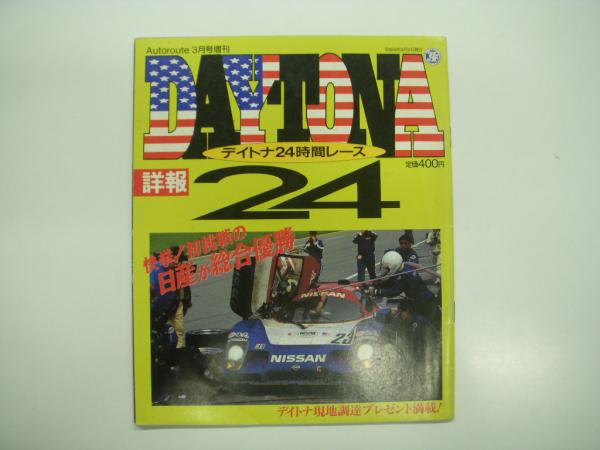 Autoroute 3月号増刊
DAYTONA
デイトナ24時間レース
定価400円
詳報
24
快挙!初挑戦の
日産が総合優勝
NISSAN
23
NISSAN
デイトナ現地調達プレゼント満載!